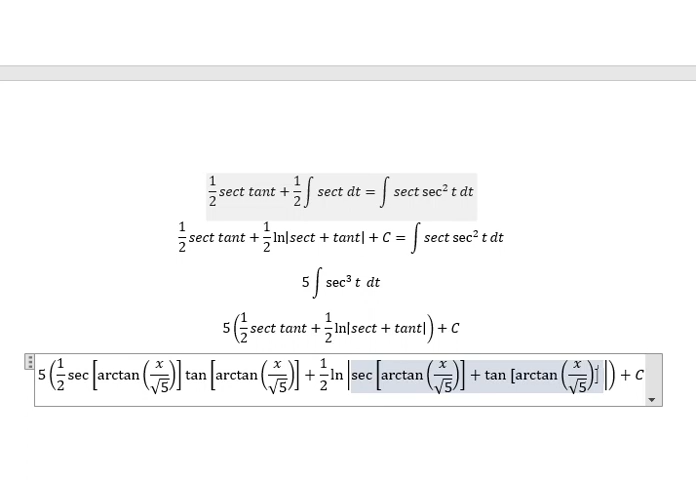 1/2 sect tant + 1/2 ∫ sect dt = ∫ sect sec² t dt
1/2 sect tant + 1/2 ln|sect + tant| + C = ∫ sect sec² t dt
5 ∫ sec³ t dt
5 (1/2 sect tant + 1/2 ln|sect + tant|) + C
5 (1/2 sec [arctan (x/√5)] tan [arctan (x/√5)] + 1/2 ln |sec [arctan (x/√5)] + tan [arctan (x/√5)] |) + C